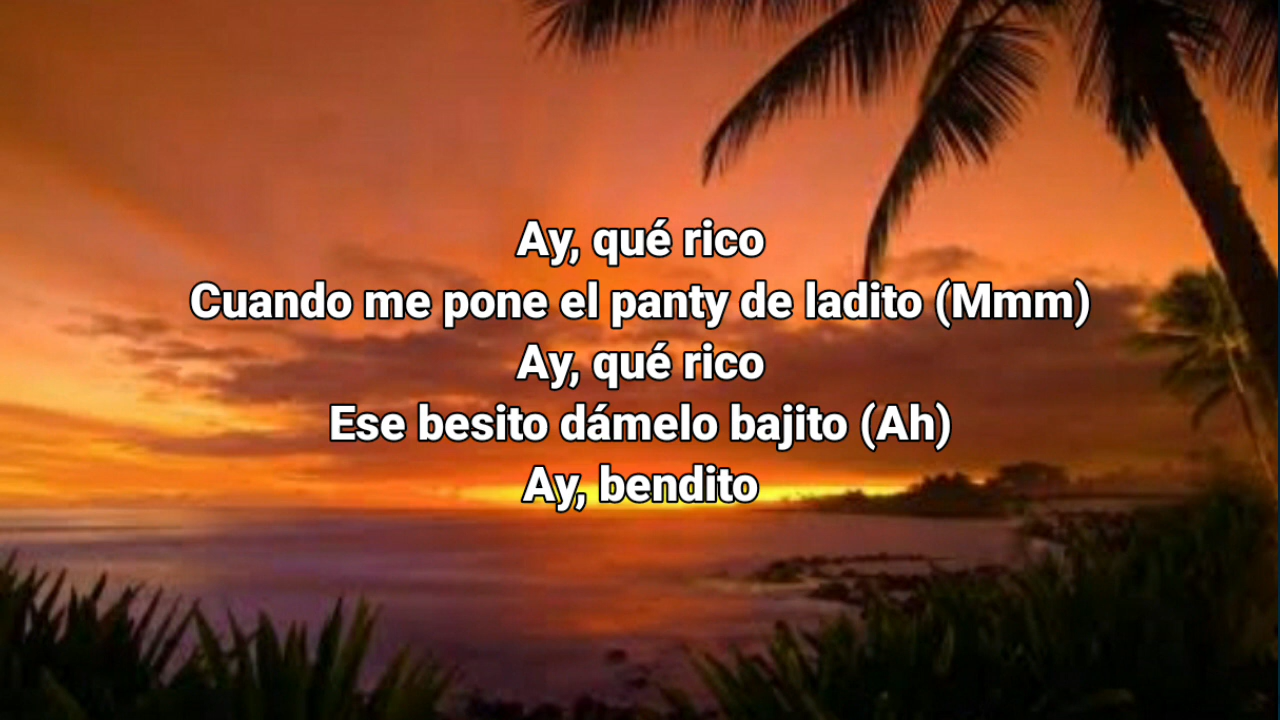 Ay, qué rico
Cuando me pone el panty de ladito (Mmm)
Ay, qué rico
Ese besito dámelo bajito (Ah)
Ay, bendito